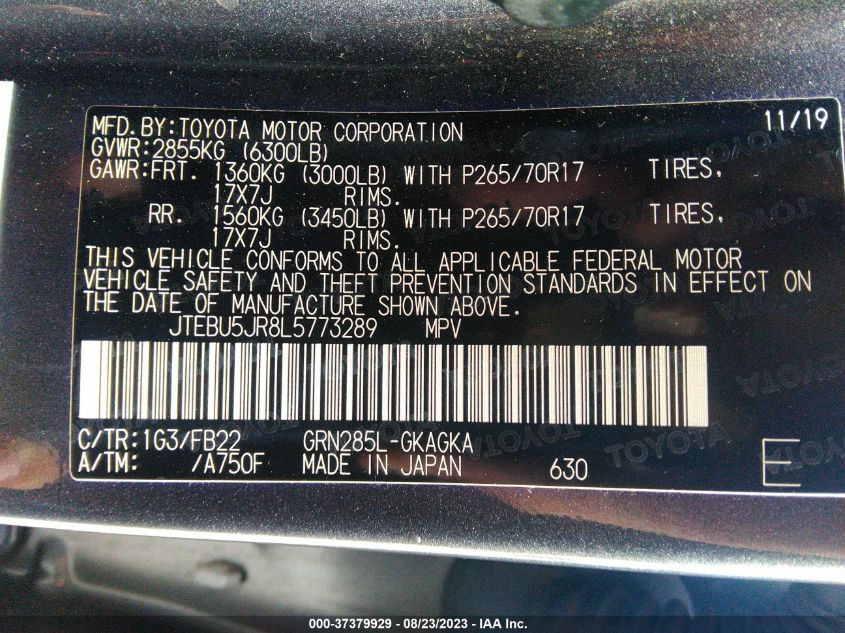 MFD.BY:TOYOTA MOTOR CORPORATION 11/19
GVWR:2855KG (6300LB)
GAWR:FRT. 1360KG (3000LB) WITH P265/70R17 TIRES,
17X7J RIMS.
RR. 1560KG (3450LB) WITH P265/70R17 TIRES,
17X7J RIMS.
THIS VEHICLE CONFORMS TO ALL APPLICABLE FEDERAL MOTOR
VEHICLE SAFETY AND THEFT PREVENTION STANDARDS IN EFFECT ON
THE DATE OF MANUFACTURE SHOWN ABOVE.
JTEBU5JR8L5773289 MPV
C/TR:1G3/FB22 GRN285L-GKAGKA
A/TM: /A750F MADE IN JAPAN 630 E
TOYOTA
000-37379929 - 08/23/2023 - IAA Inc.